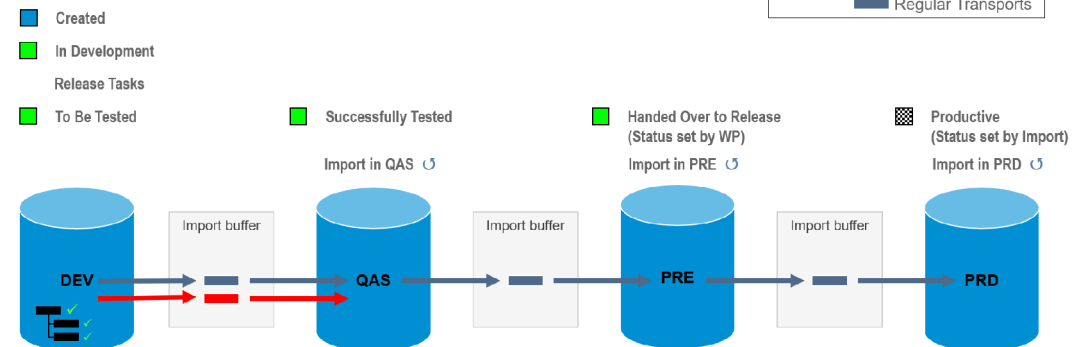 Regular Transports
Created
In Development
Release Tasks
To Be Tested
Successfully Tested
Handed Over to Release
(Status set by WP)
Productive
(Status set by Import)
Import in QAS
Import in PRE
Import in PRD
Import buffer
Import buffer
Import buffer
DEV
QAS
PRE
PRD